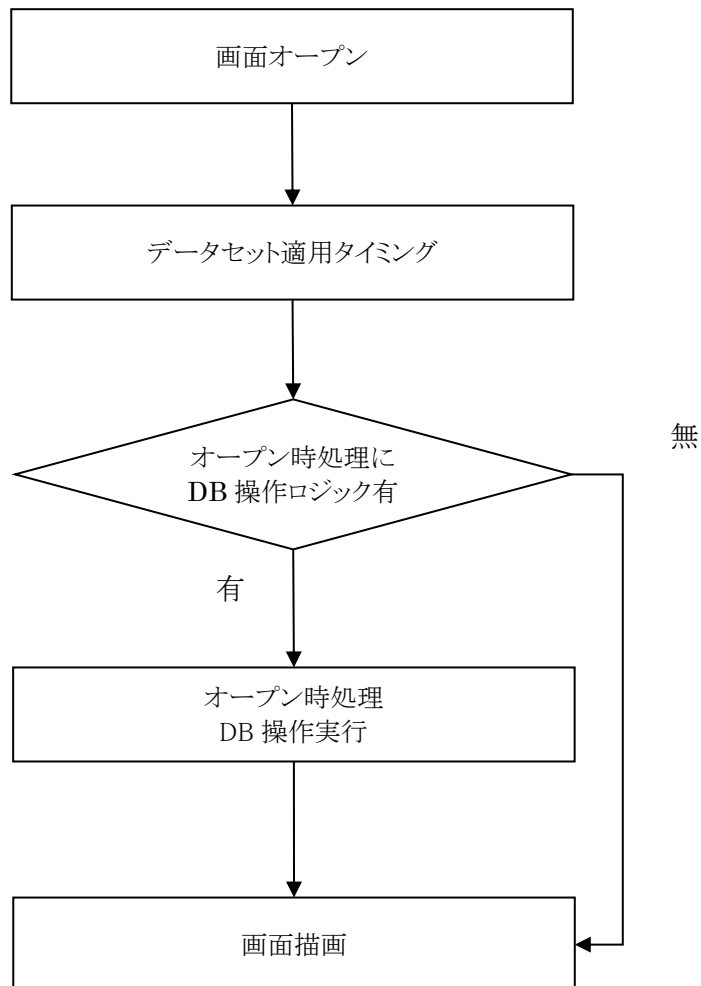 画面オープン
データセット適用タイミング
無
オープン時処理に
DB 操作ロジック有
有
オープン時処理
DB 操作実行
画面描画